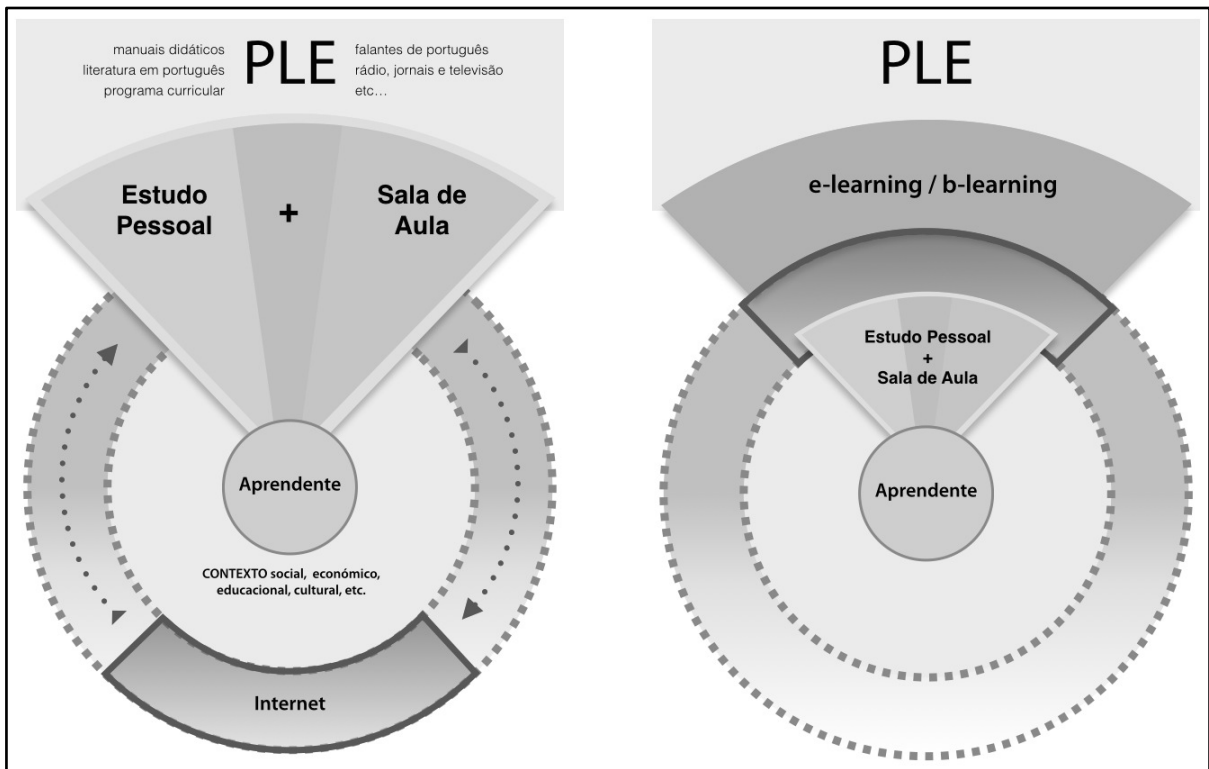 manuais didáticos
literatura em português
programa curricular
PLE
falantes de português
rádio, jornais e televisão
etc...
Estudo
Pessoal
+
Sala de
Aula
Aprendente
CONTEXTO social, económico,
educacional, cultural, etc.
Internet
PLE
e-learning / b-learning
Estudo Pessoal
+
Sala de Aula
Aprendente